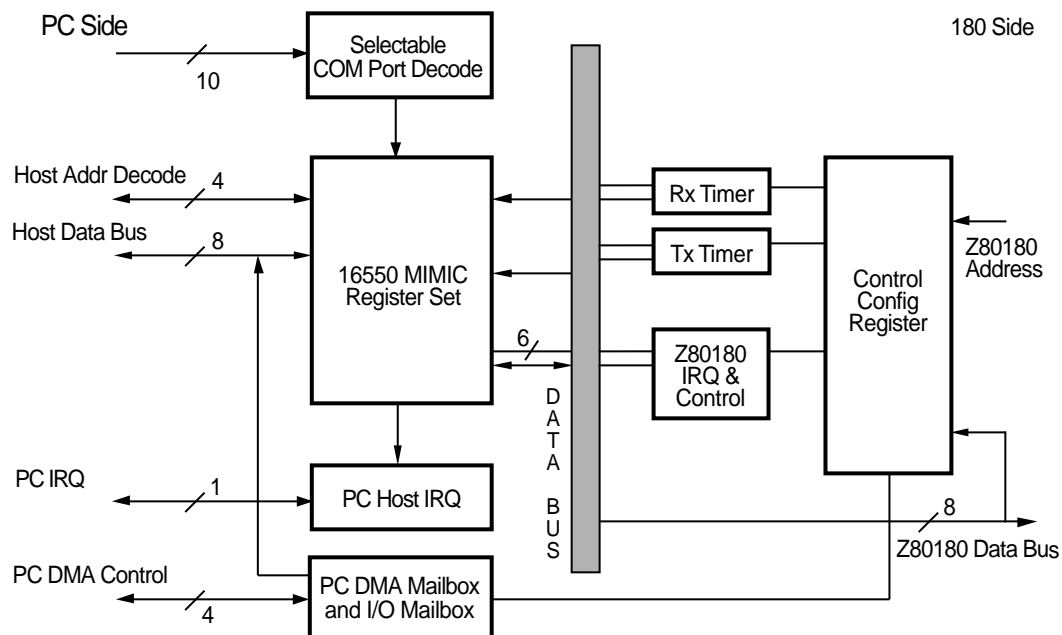 PC Side
180 Side
Selectable
COM Port Decode
10
Host Addr Decode
4
Host Data Bus
8
16550 MIMIC
Register Set
6
Rx Timer
Tx Timer
Z80180
IRQ &
Control
Control
Config
Register
Z80180
Address
DATA BUS
PC IRQ
1
PC Host IRQ
8
Z80180 Data Bus
PC DMA Control
4
PC DMA Mailbox
and I/O Mailbox